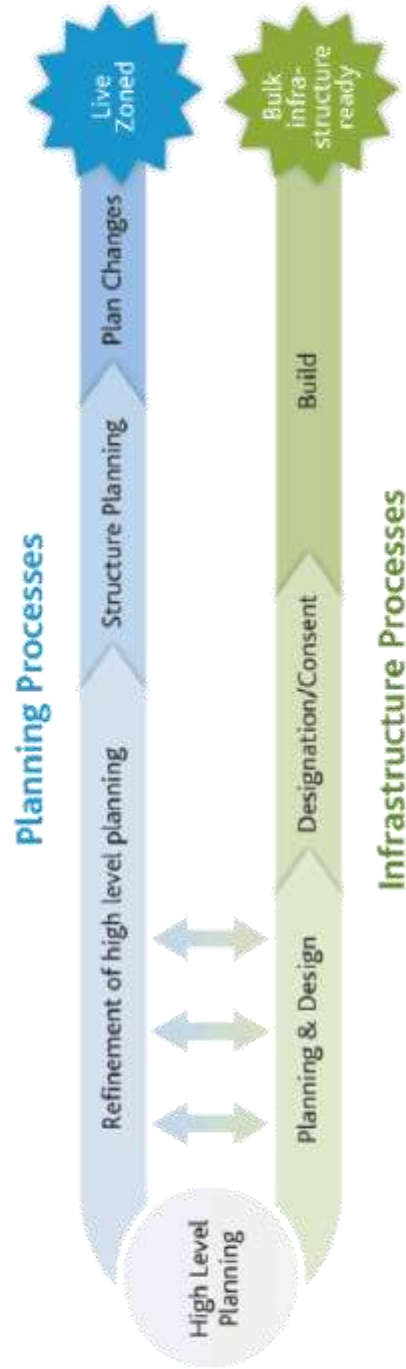 Planning Processes
High Level
Planning
Refinement of high level planning
Structure Planning
Plan Changes
Live
Zoned
Planning & Design
Designation/Consent
Build
Bulk
infra-
structure
ready
Infrastructure Processes